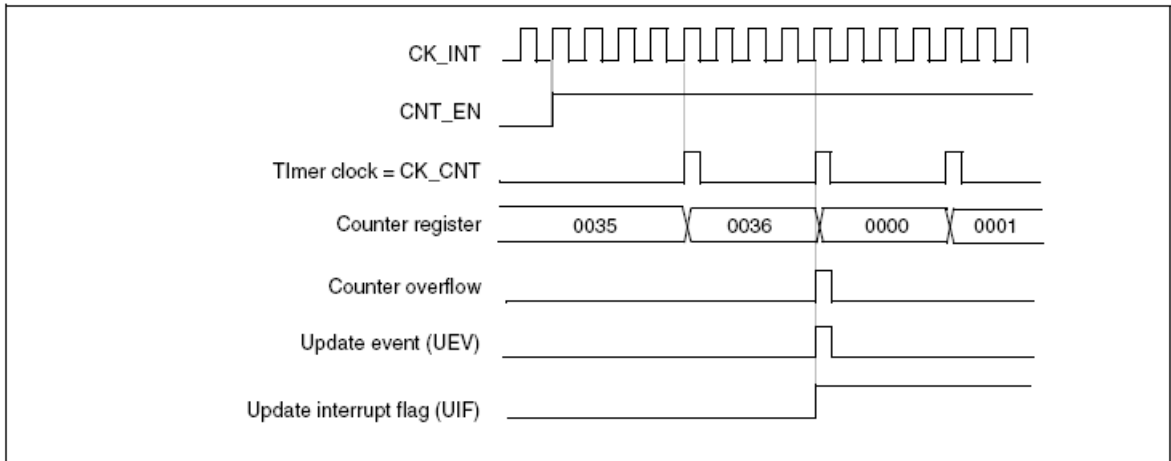 CK_INT
CNT_EN
TImer clock = CK_CNT
Counter register 0035 0036 0000 0001
Counter overflow
Update event (UEV)
Update interrupt flag (UIF)